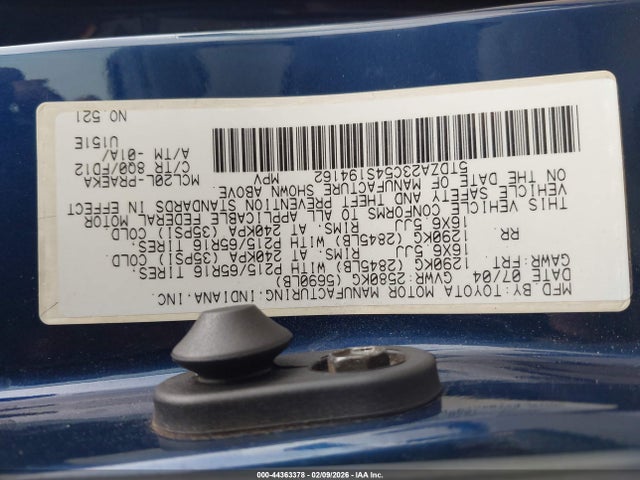 MFD BY:TOYOTA MOTOR MANUFACTURING.INDIANA.INC.
DATE 07/04 GVWR:2580KG (5690LB)
GAWR:FRT 1290KG (2845LB) WITH P215/65R16 TIRES.
16X6.5JJ RIMS. AT 240KPA (35PSI) COLD
RR. 1290KG (2845LB) WITH P215/65R16 TIRES.
16X6.5JJ RIMS. AT 240KPA (35PSI) COLD
THIS VEHICLE CONFORMS TO ALL APPLICABLE FEDERAL MOTOR
VEHICLE SAFETY AND THEFT PREVENTION STANDARDS IN EFFECT
ON THE DATE OF MANUFACTURE SHOWN ABOVE.
5TDZA23C54S194162 MPV
MCL20L-PRAEKA
C/TR 8Q0/FD12
A/TM -01A/ U151E
NO 521
000-44363378 - 02/09/2026 - IAA Inc.